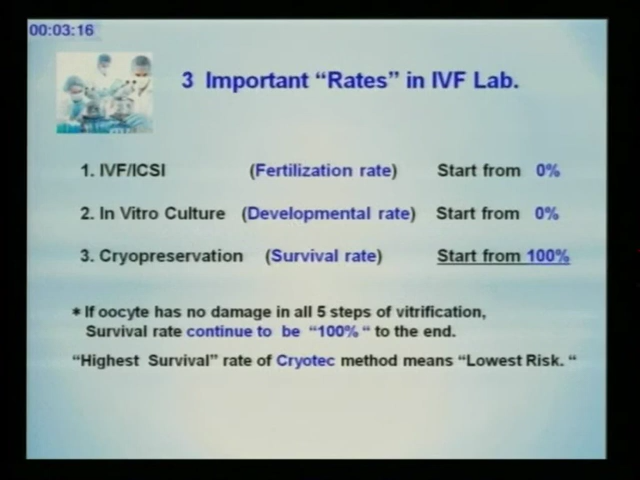 00:03:16
3 Important “Rates” in IVF Lab.
1. IVF/ICSI (Fertilization rate) Start from 0%
2. In Vitro Culture (Developmental rate) Start from 0%
3. Cryopreservation (Survival rate) Start from 100%
* If oocyte has no damage in all 5 steps of vitrification,
Survival rate continue to be “100% “ to the end.
“Highest Survival” rate of Cryotec method means “Lowest Risk. “